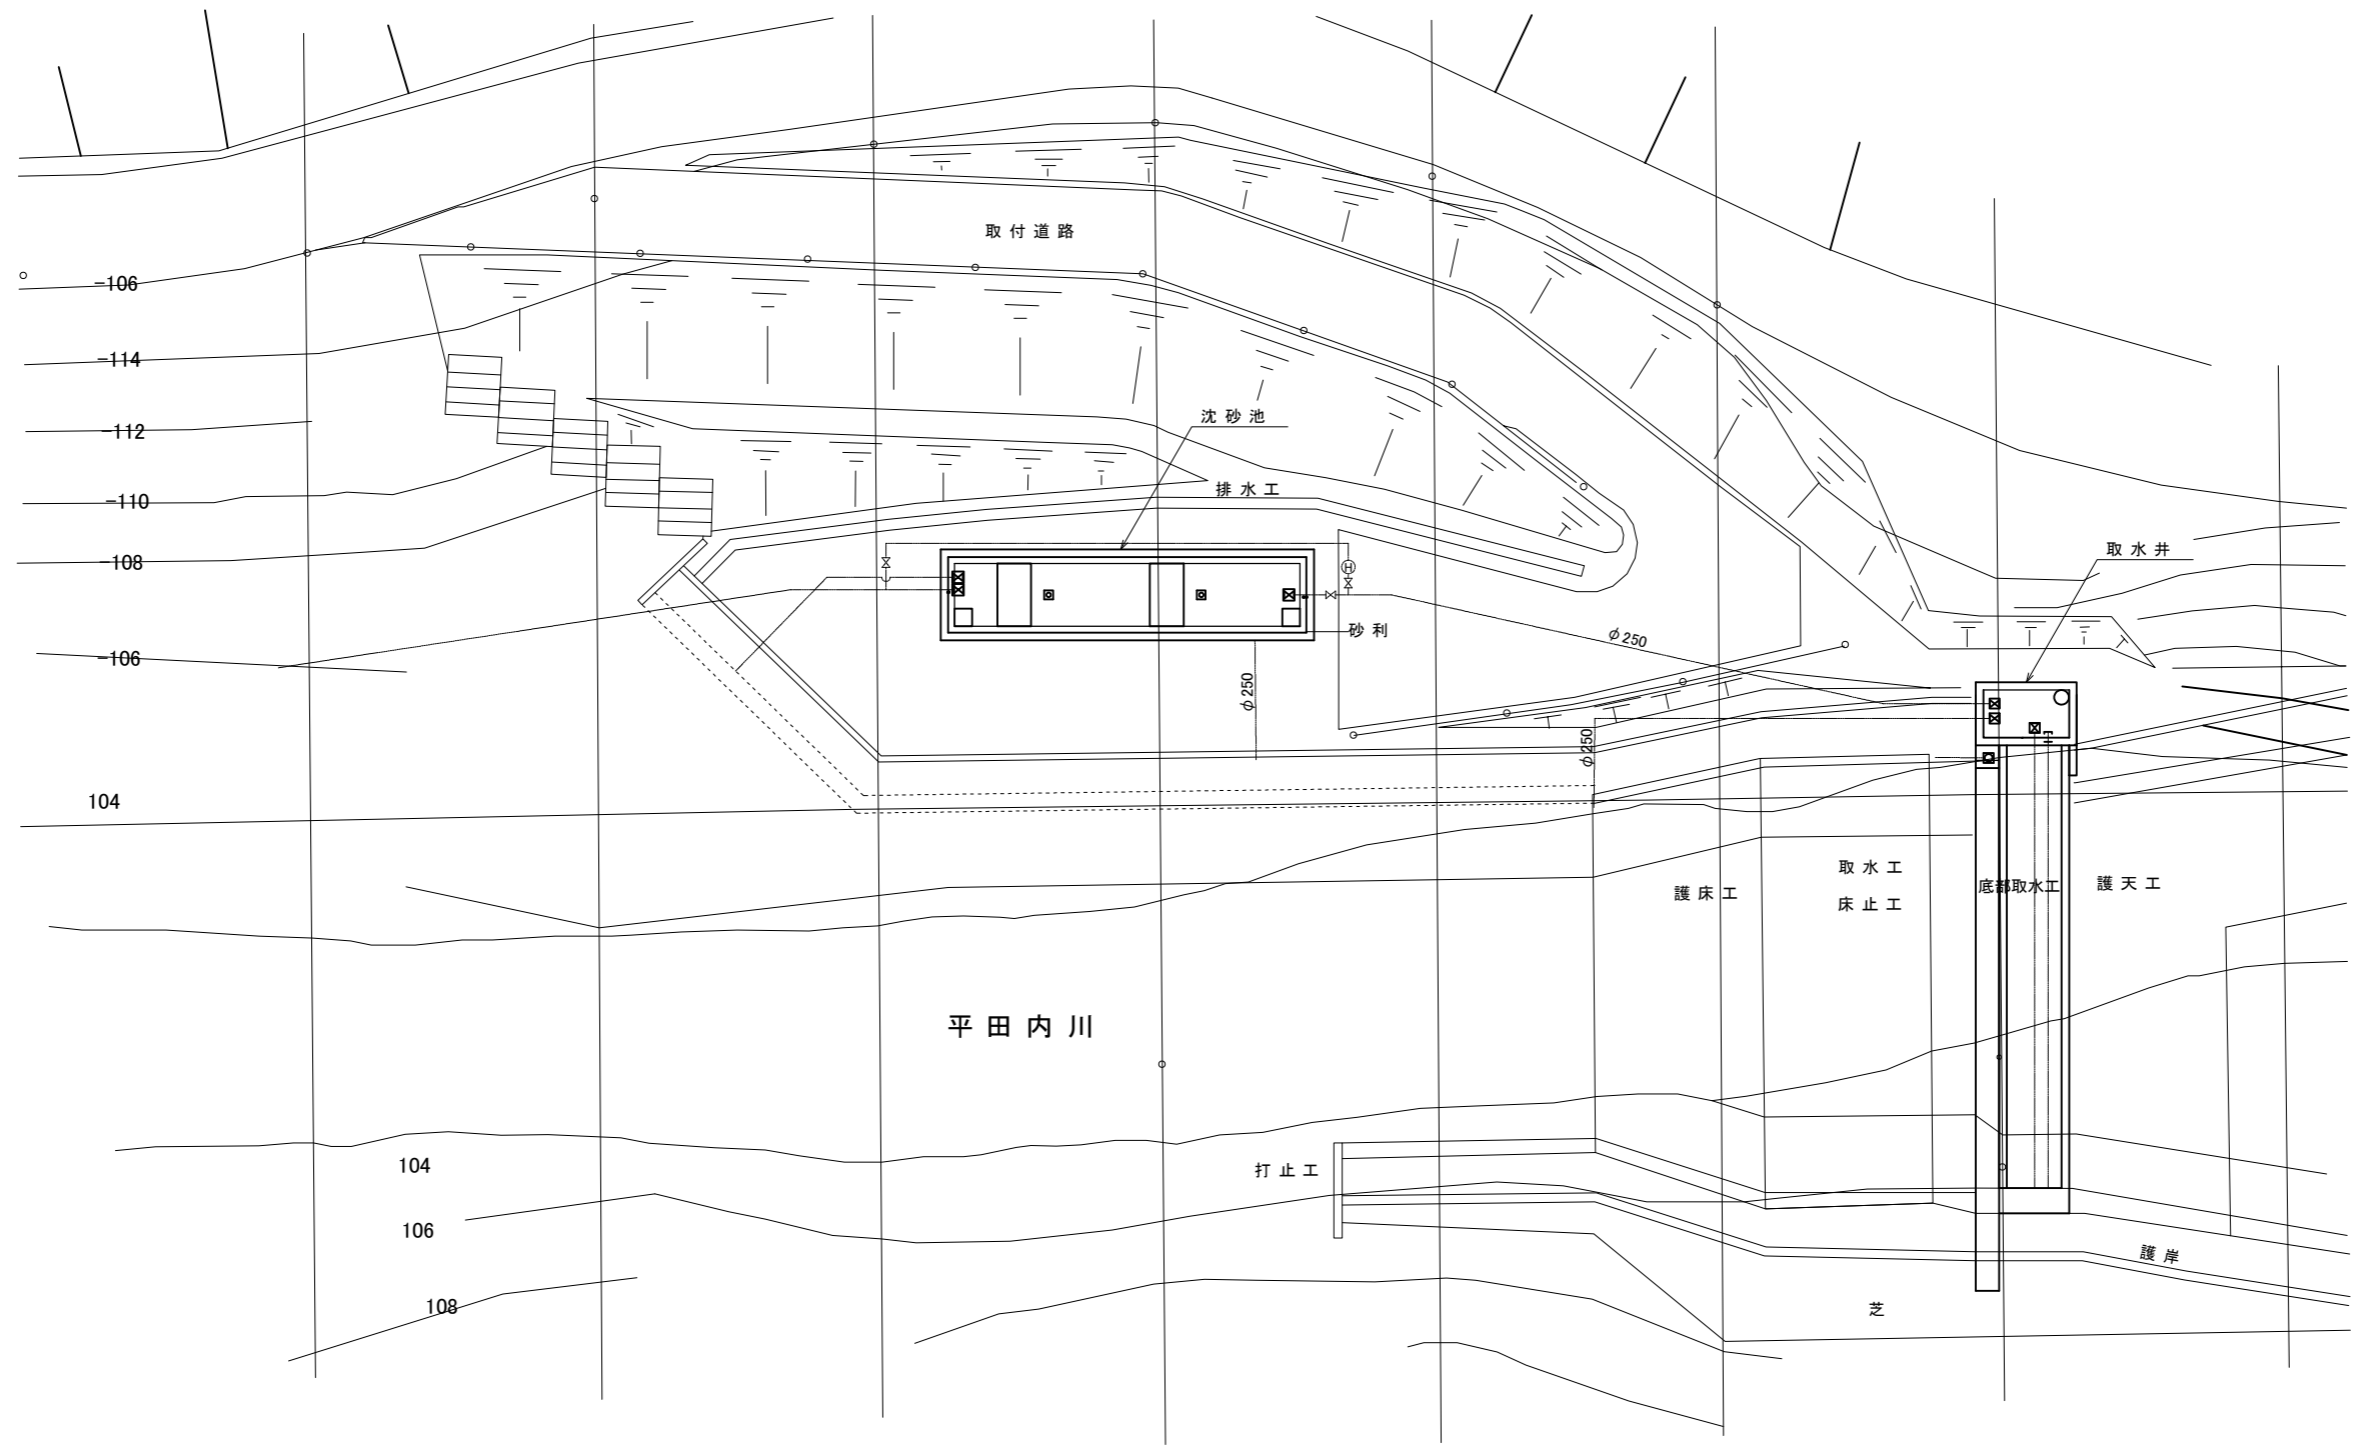 取付道路
-106
-114
沈砂池
-112
排水工
-110
取水井
-108
H
砂利
φ250
-106
φ250
φ250
104
取水工
護床工
底部取水工
護天工
床止工
平田内川
104
打止工
106
護岸
108
芝